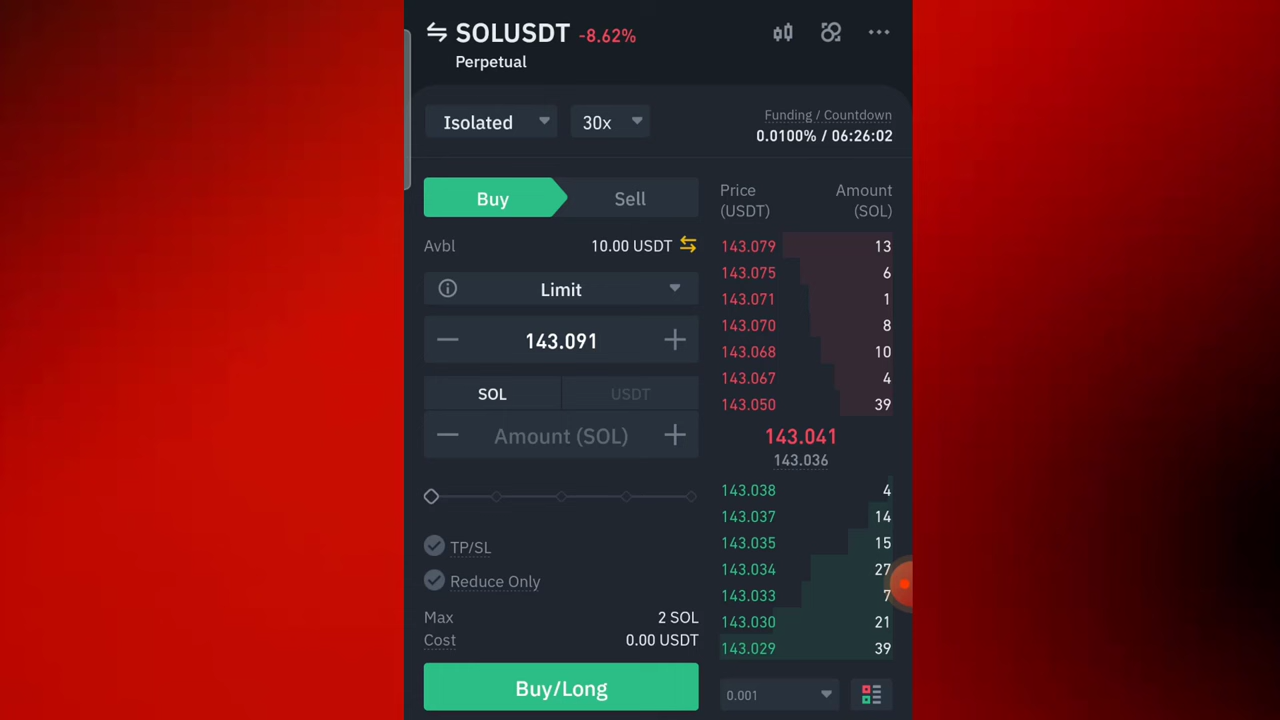 SOLUSDT -8.62%
Perpetual
Isolated 30x
Funding / Countdown
0.0100% / 06:26:02
Buy Sell
Avbl 10.00 USDT
Limit
143.091
SOL USDT
Amount (SOL)
TP/SL
Reduce Only
Max 2 SOL
Cost 0.00 USDT
Buy/Long
Price Amount
(USDT) (SOL)
143.079 13
143.075 6
143.071 1
143.070 8
143.068 10
143.067 4
143.050 39
143.041
143.036
143.038 4
143.037 14
143.035 15
143.034 27
143.033 7
143.030 21
143.029 39
0.001